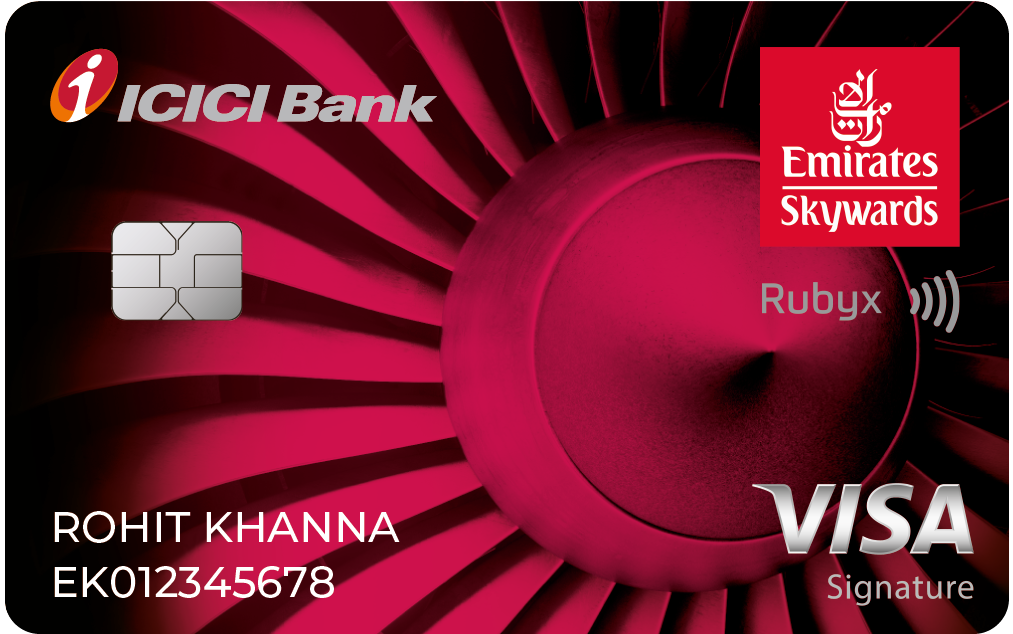 i ICICI Bank
Emirates
Skywards
Rubyx
ROHIT KHANNA
EK012345678
VISA
Signature